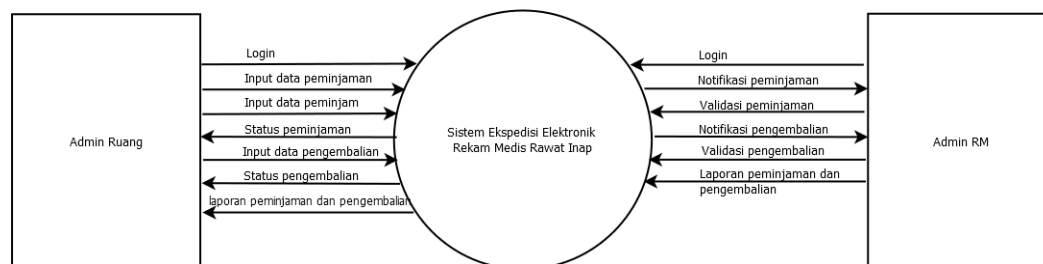 Admin Ruang
Login
Input data peminjaman
Input data peminjam
Status peminjaman
Input data pengembalian
Status pengembalian
laporan peminjaman dan pengembalian
Sistem Ekspedisi Elektronik
Rekam Medis Rawat Inap
Login
Notifikasi peminjaman
Validasi peminjaman
Notifikasi pengembalian
Validasi pengembalian
Laporan peminjaman dan
pengembalian
Admin RM